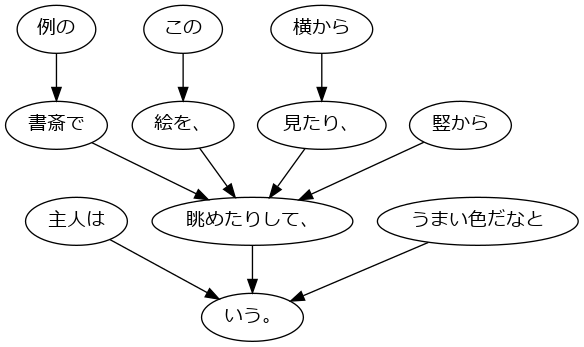 例の
この
横から
書斎で
絵を、
見たり、
竪から
主人は
眺めたりして、
うまい色だなと
いう。